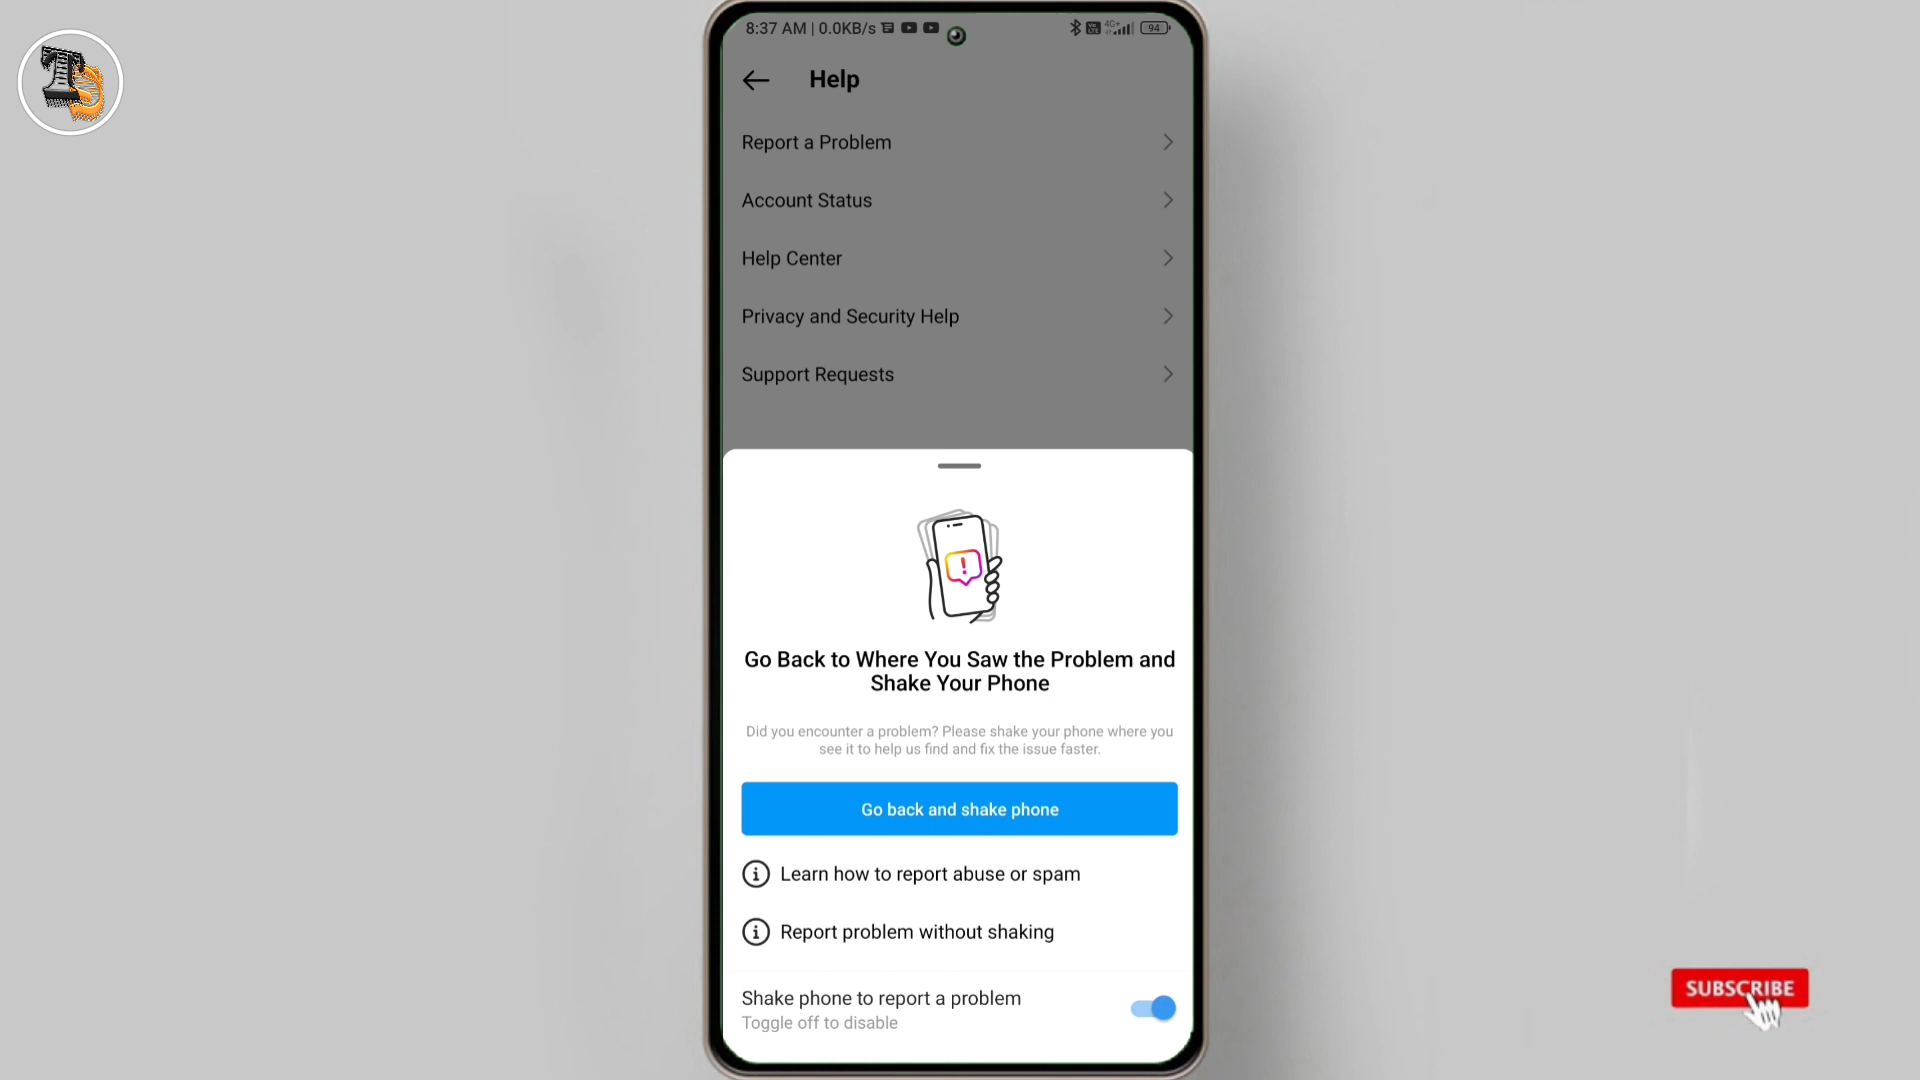 8:37 AM | 0.0KB/s
4G+
94
Help
Report a Problem
Account Status
Help Center
Privacy and Security Help
Support Requests
Go Back to Where You Saw the Problem and
Shake Your Phone
Did you encounter a problem? Please shake your phone where you
see it to help us find and fix the issue faster.
Go back and shake phone
Learn how to report abuse or spam
Report problem without shaking
Shake phone to report a problem
Toggle off to disable
SUBSCRIBE